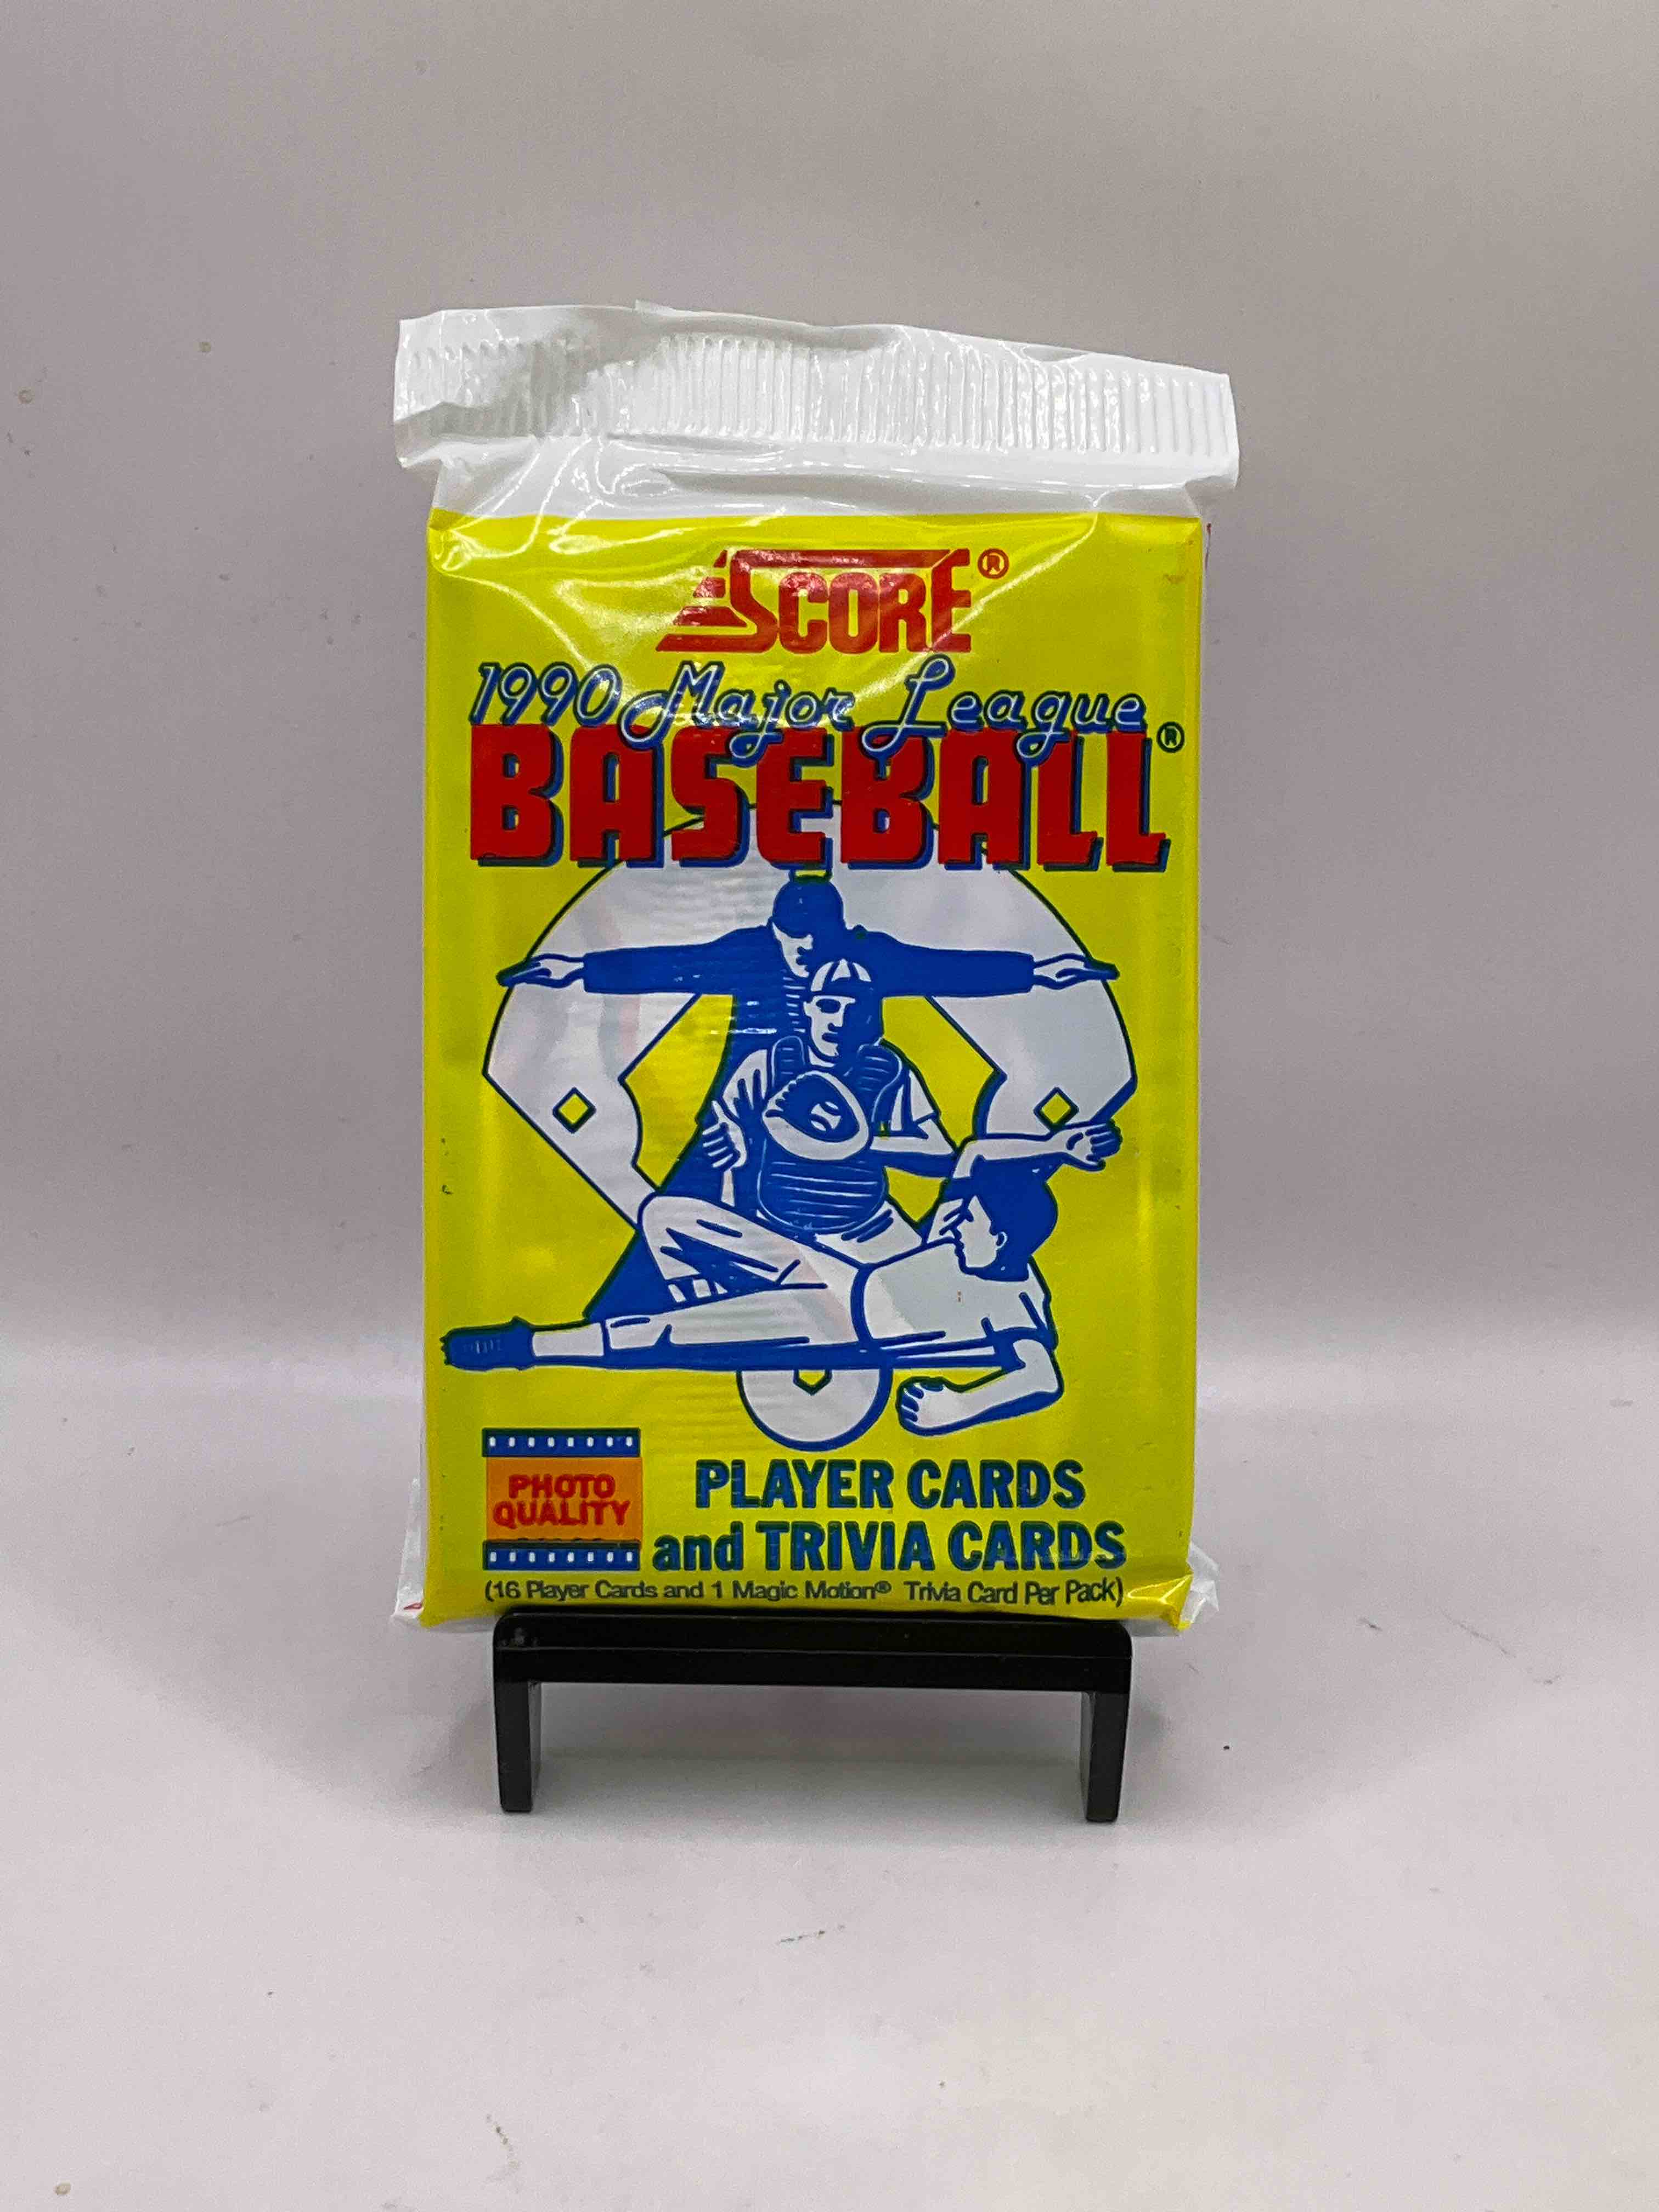 SCORE®
1990 Major League
BASEBALL®
PHOTO
QUALITY
PLAYER CARDS
and TRIVIA CARDS
(16 Player Cards and 1 Magic Motion® Trivia Card Per Pack)